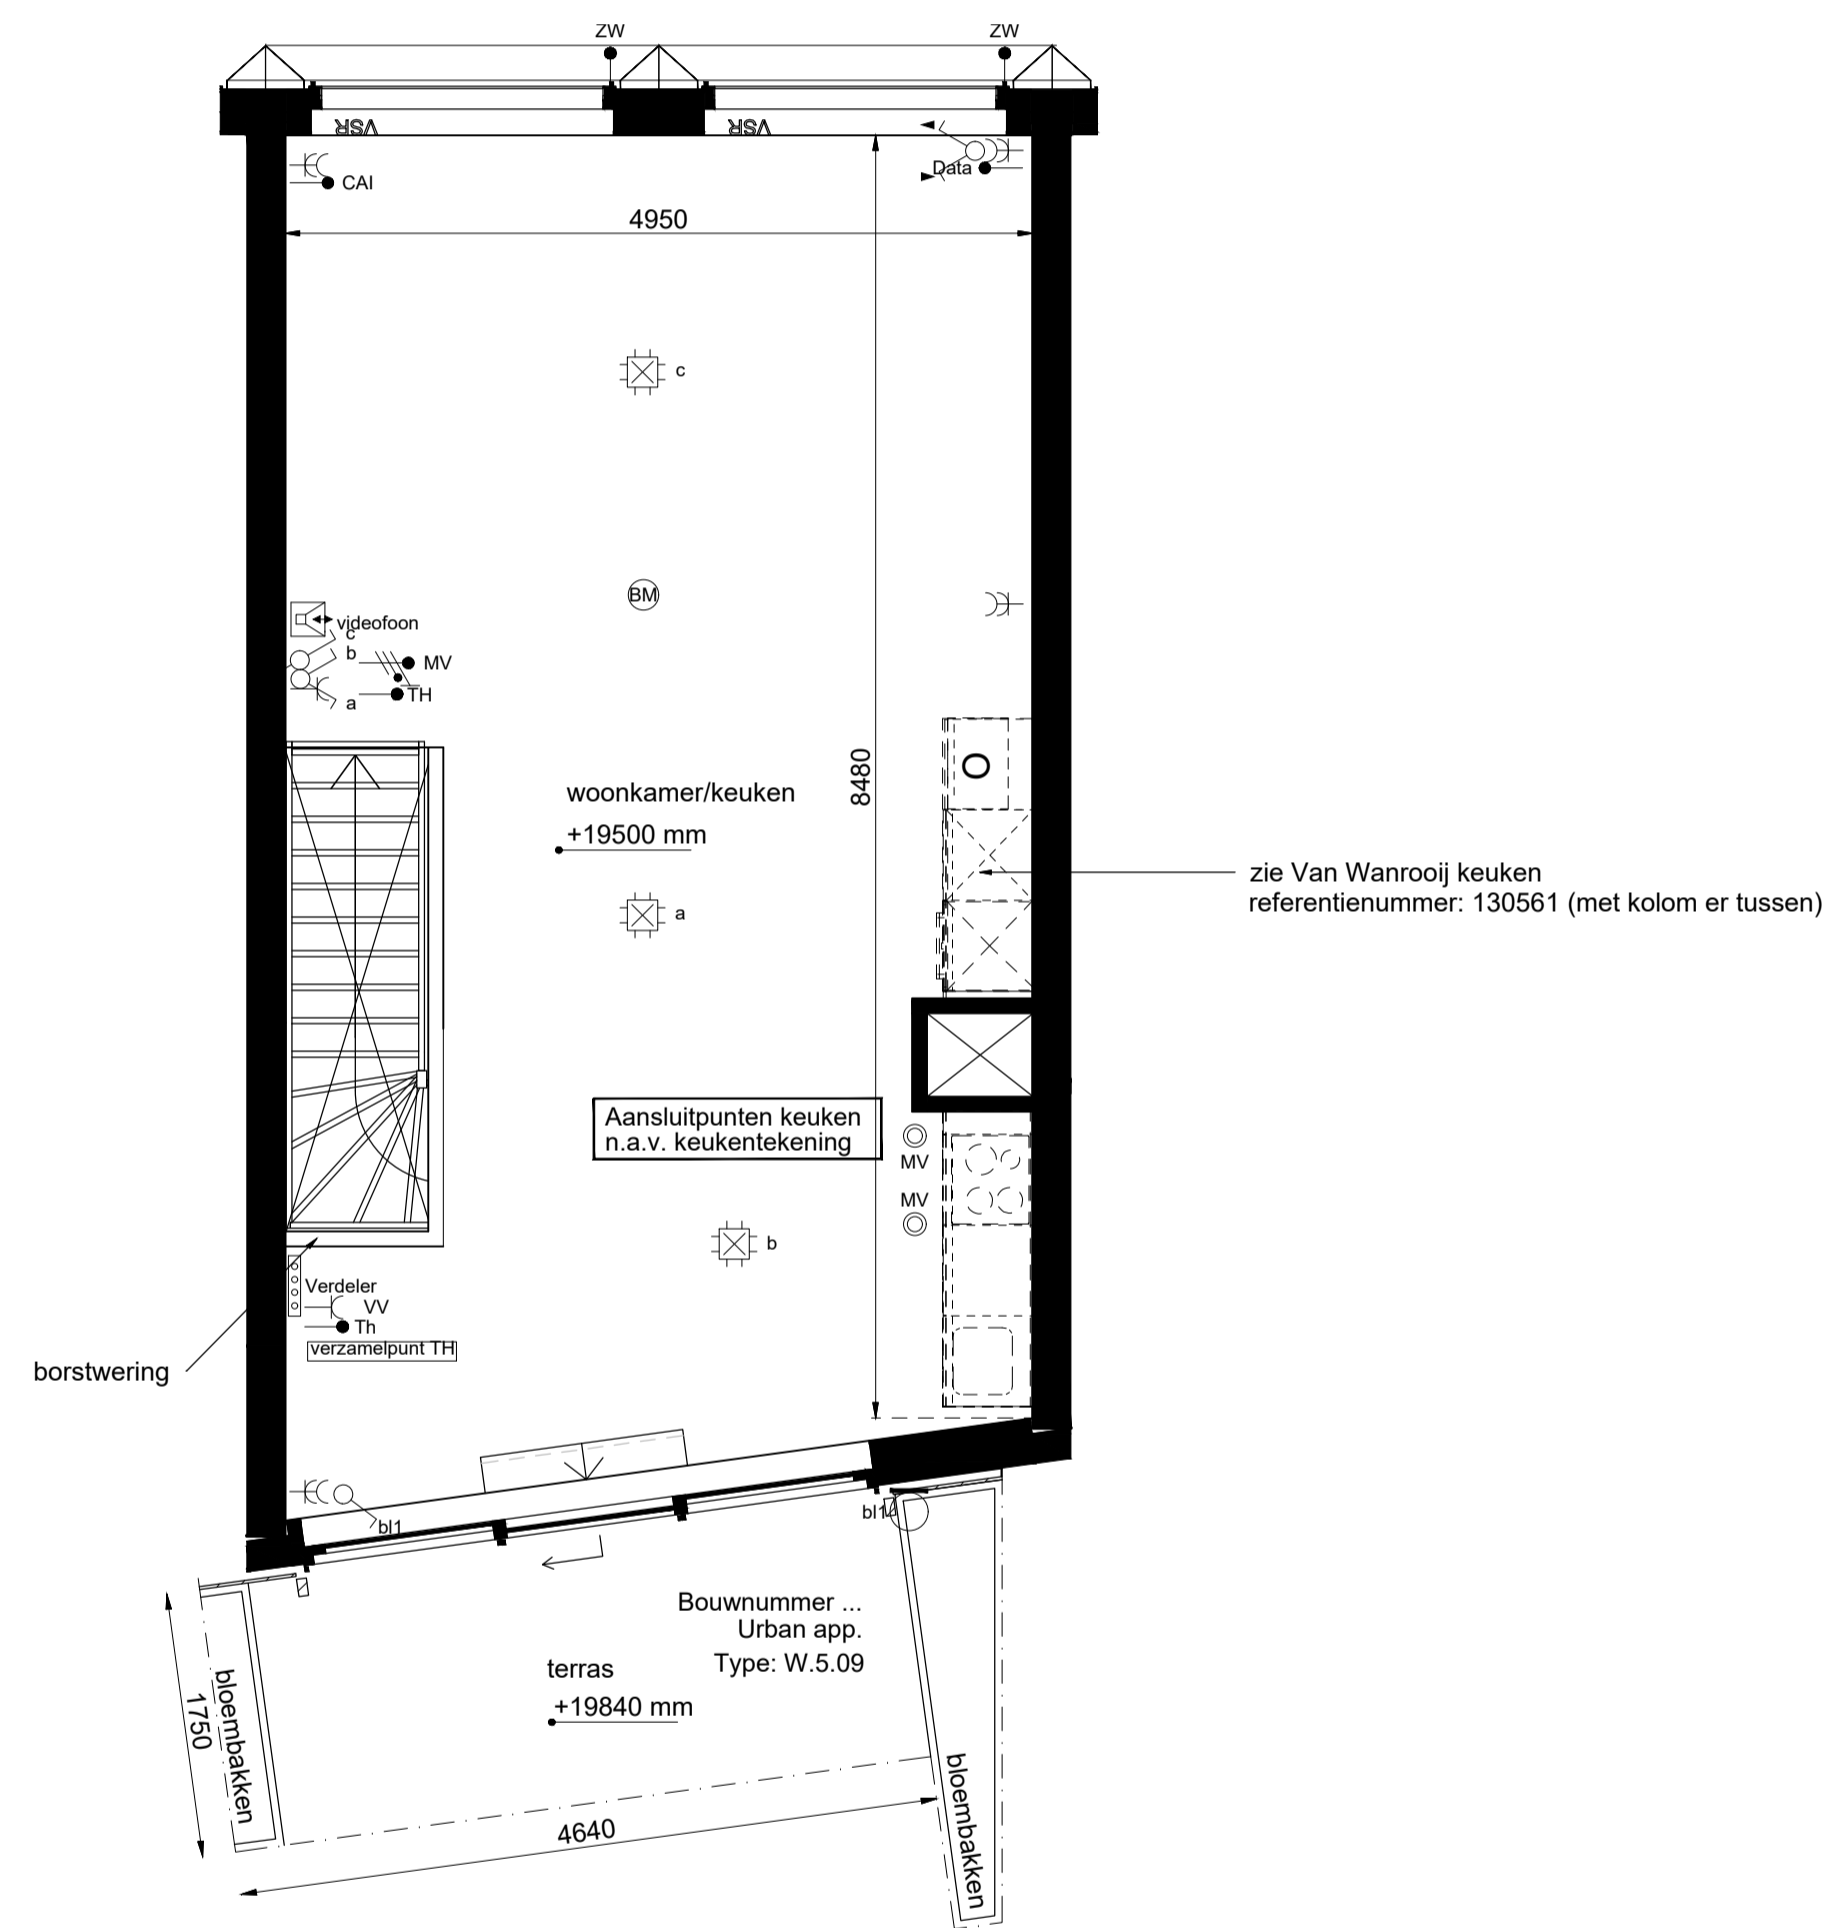 ZW
ZW
VSR
VSR
CAI
Data
4950
c
BM
videofoon
c
b
MV
a
TH
8480
woonkamer/keuken
+19500 mm
O
zie Van Wanrooij keuken
referentienummer: 130561 (met kolom er tussen)
a
Aansluitpunten keuken
n.a.v. keukentekening
MV
MV
b
Verdeler
VV
Th
verzamelpunt TH
borstwering
bl1
bl1
Bouwnummer ...
Urban app.
Type: W.5.09
terras
+19840 mm
1750
bloembakken
bloembakken
4640